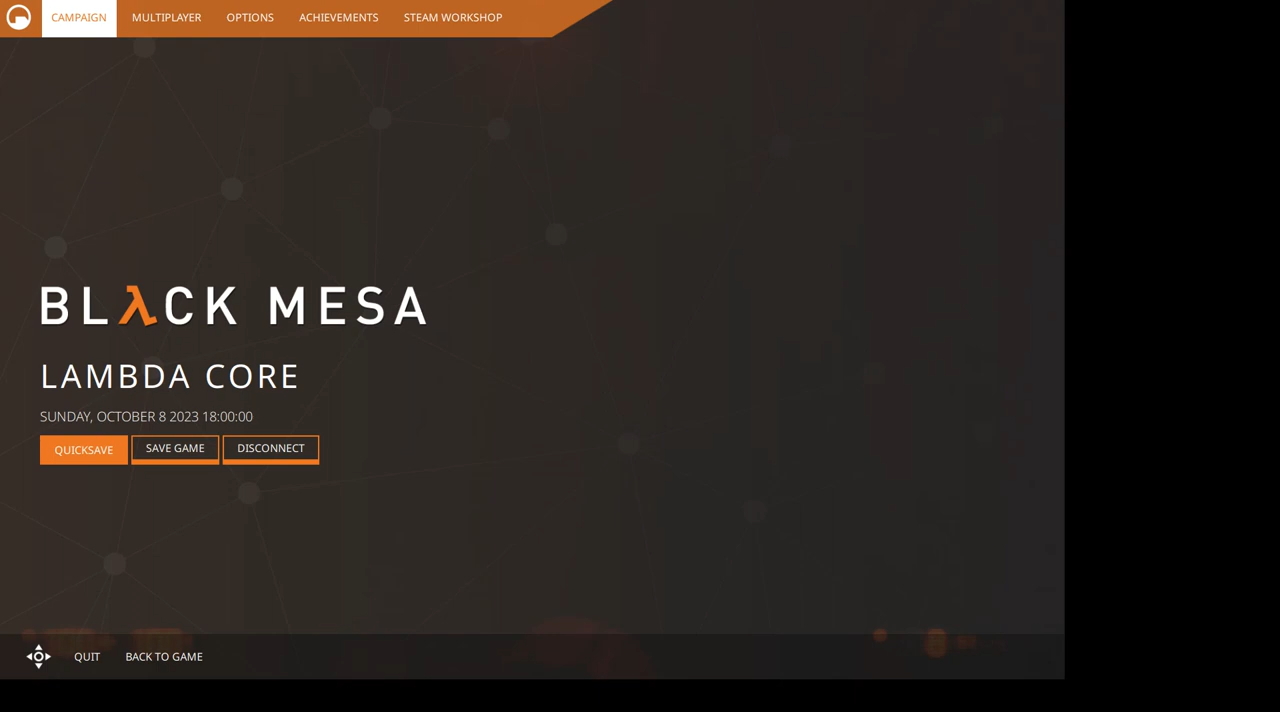 CAMPAIGN MULTIPLAYER OPTIONS ACHIEVEMENTS STEAM WORKSHOP
BLλCK MESA
LAMBDA CORE
SUNDAY, OCTOBER 8 2023 18:00:00
QUICKSAVE SAVE GAME DISCONNECT
QUIT BACK TO GAME